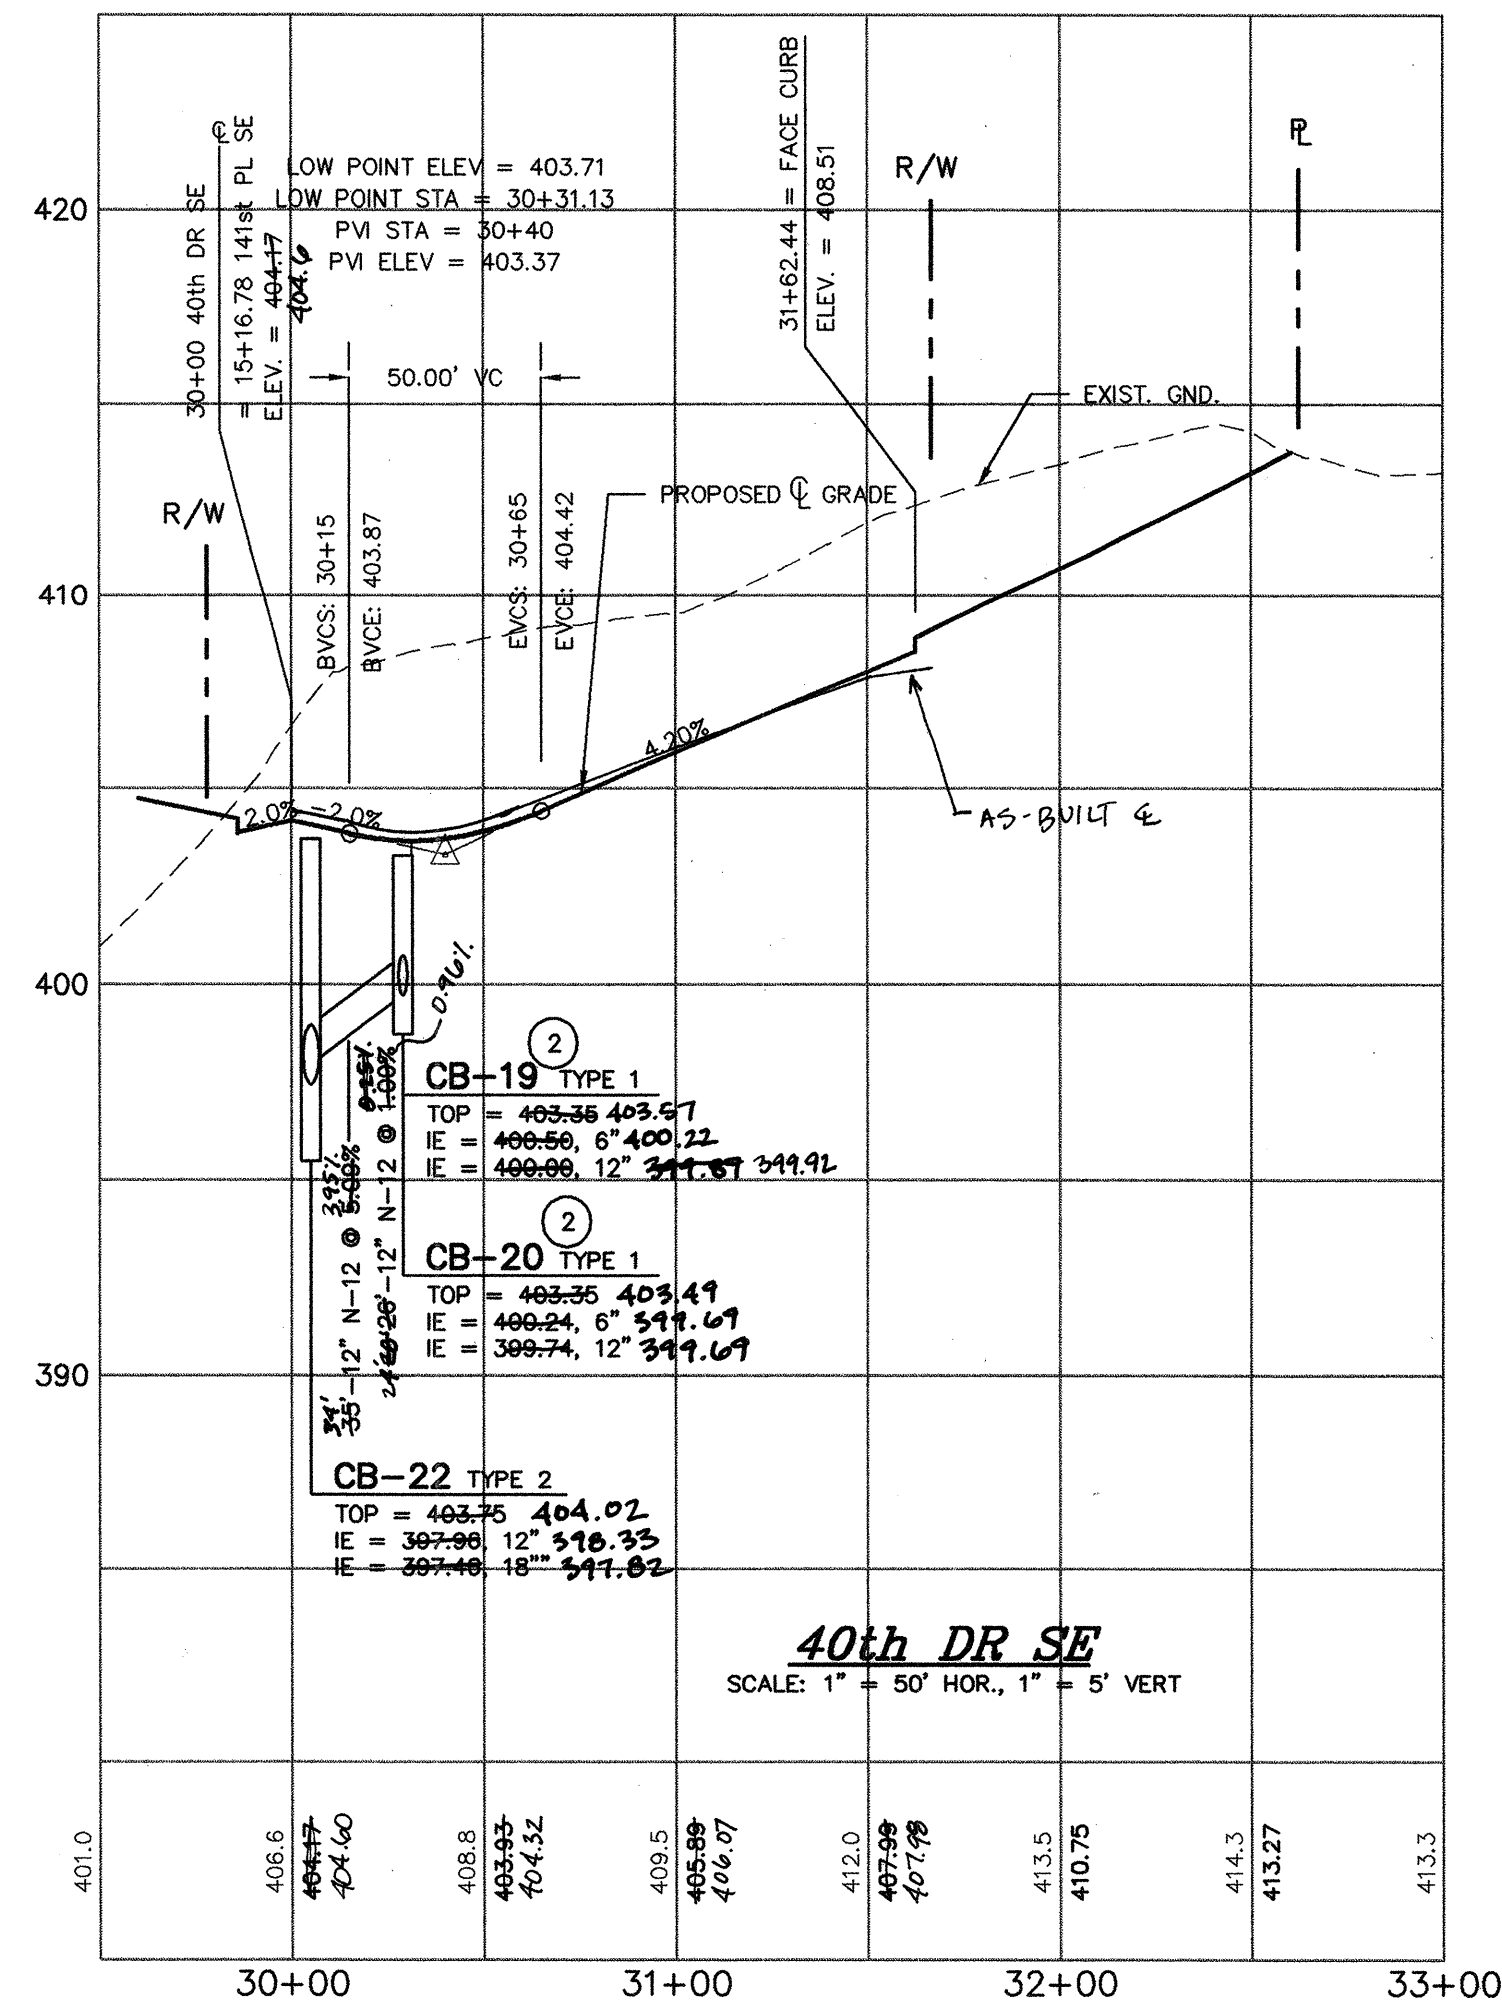 420
410
400
390
30+00 40th DR SE
= 15+16.78 141st PL SE
ELEV. = 404.17
404.6
LOW POINT ELEV = 403.71
LOW POINT STA = 30+31.13
PVI STA = 30+40
PVI ELEV = 403.37
50.00' VC
31+62.44 = FACE CURB
ELEV. = 408.51
R/W
℄
EXIST. GND.
PROPOSED ℄ GRADE
R/W
BVCS: 30+15
BVCE: 403.87
EVCS: 30+65
EVCE: 404.42
4.20%
2.0%
-2.0%
AS-BUILT ℄
0.96%
CB-19 TYPE 1
2
TOP = 403.35 403.57
IE = 400.50, 6" 400.22
IE = 400.00, 12" 399.89 399.92
CB-20 TYPE 1
2
TOP = 403.35 403.49
IE = 400.24, 6" 399.69
IE = 399.74, 12" 399.69
35'-12" N-12 @ 5.00%
34'
3.95%
26'-12" N-12 @ 1.00%
24'
CB-22 TYPE 2
TOP = 403.75 404.02
IE = 397.96, 12" 398.33
IE = 397.46, 18"" 397.82
40th DR SE
SCALE: 1" = 50' HOR., 1" = 5' VERT
401.0
406.6
404.17
404.60
408.8
403.93
404.32
409.5
405.89
406.07
412.0
407.99
407.98
413.5
410.75
414.3
413.27
413.3
30+00
31+00
32+00
33+00